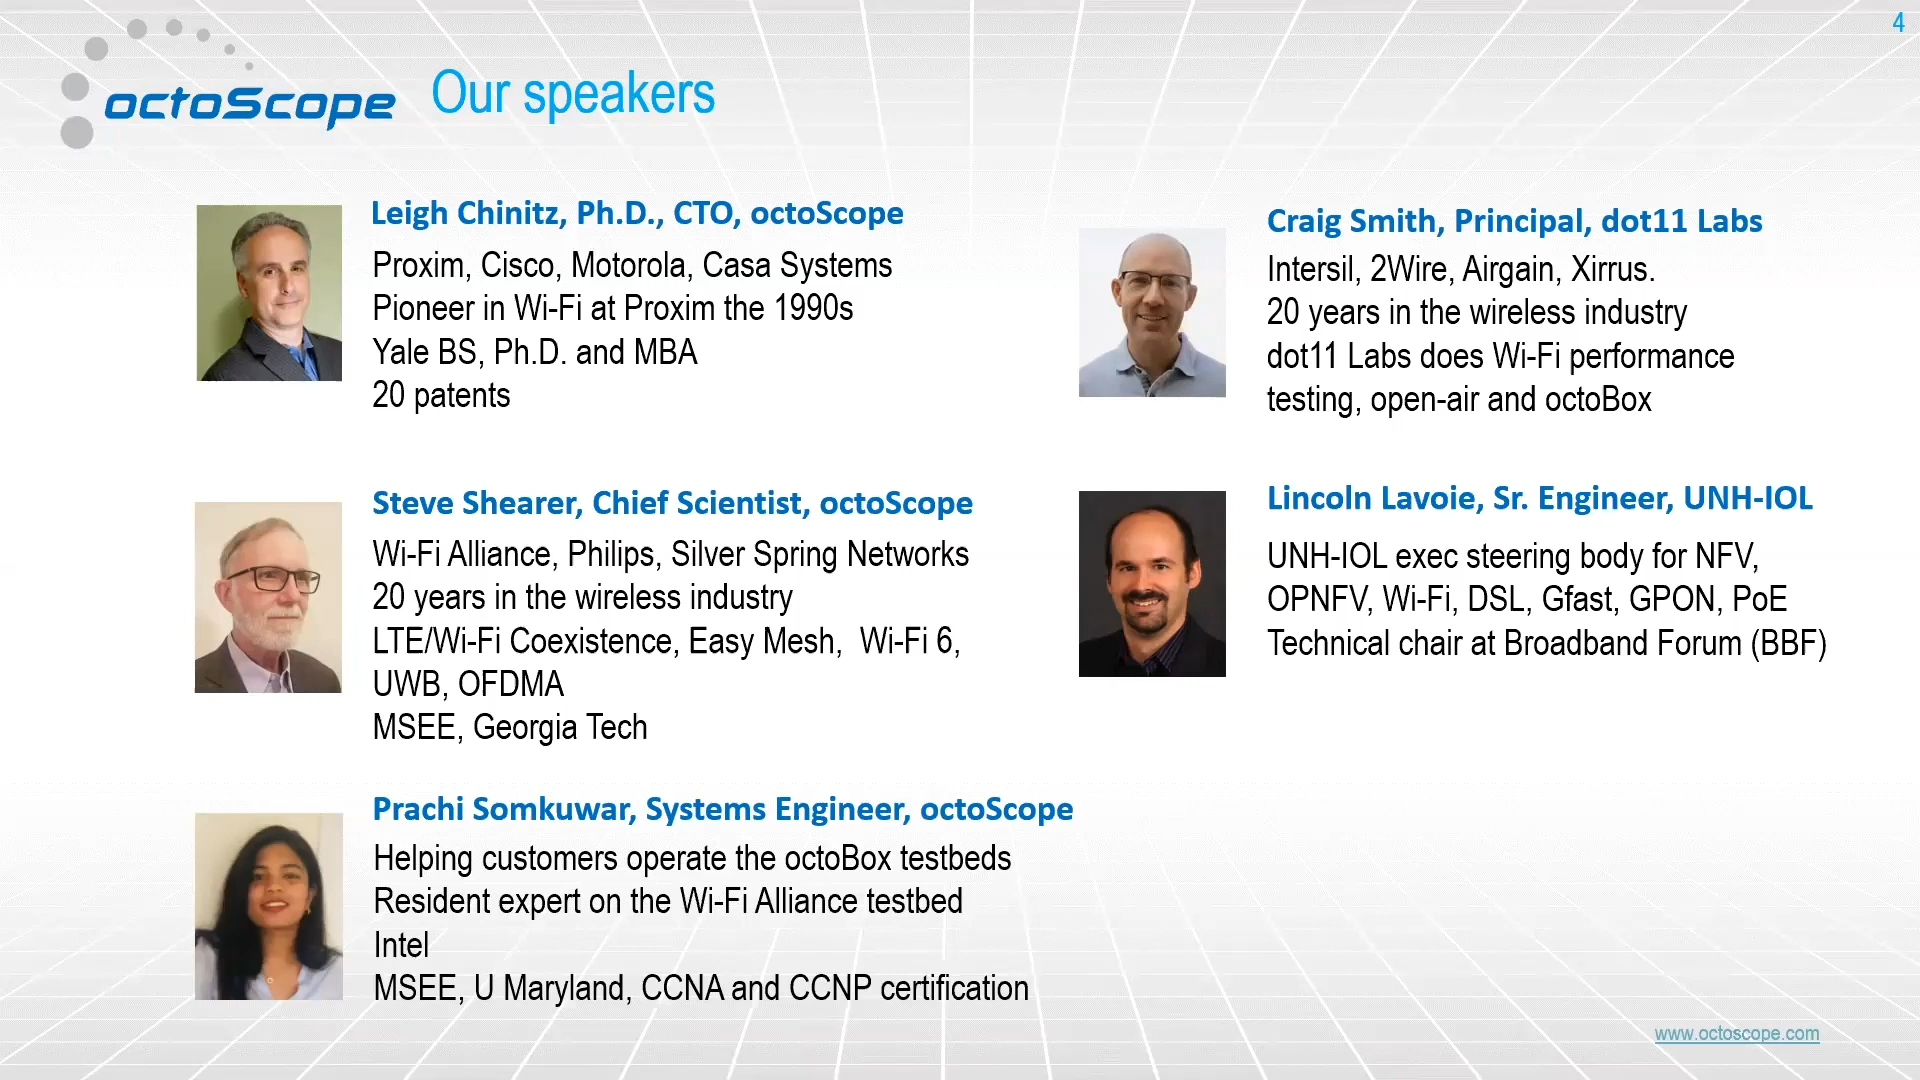 4
octoScope
Our speakers
Leigh Chinitz, Ph.D., CTO, octoScope
Proxim, Cisco, Motorola, Casa Systems
Pioneer in Wi-Fi at Proxim the 1990s
Yale BS, Ph.D. and MBA
20 patents
Steve Shearer, Chief Scientist, octoScope
Wi-Fi Alliance, Philips, Silver Spring Networks
20 years in the wireless industry
LTE/Wi-Fi Coexistence, Easy Mesh,  Wi-Fi 6,
UWB, OFDMA
MSEE, Georgia Tech
Prachi Somkuwar, Systems Engineer, octoScope
Helping customers operate the octoBox testbeds
Resident expert on the Wi-Fi Alliance testbed
Intel
MSEE, U Maryland, CCNA and CCNP certification
Craig Smith, Principal, dot11 Labs
Intersil, 2Wire, Airgain, Xirrus.
20 years in the wireless industry
dot11 Labs does Wi-Fi performance
testing, open-air and octoBox
Lincoln Lavoie, Sr. Engineer, UNH-IOL
UNH-IOL exec steering body for NFV,
OPNFV, Wi-Fi, DSL, Gfast, GPON, PoE
Technical chair at Broadband Forum (BBF)
www.octoscope.com